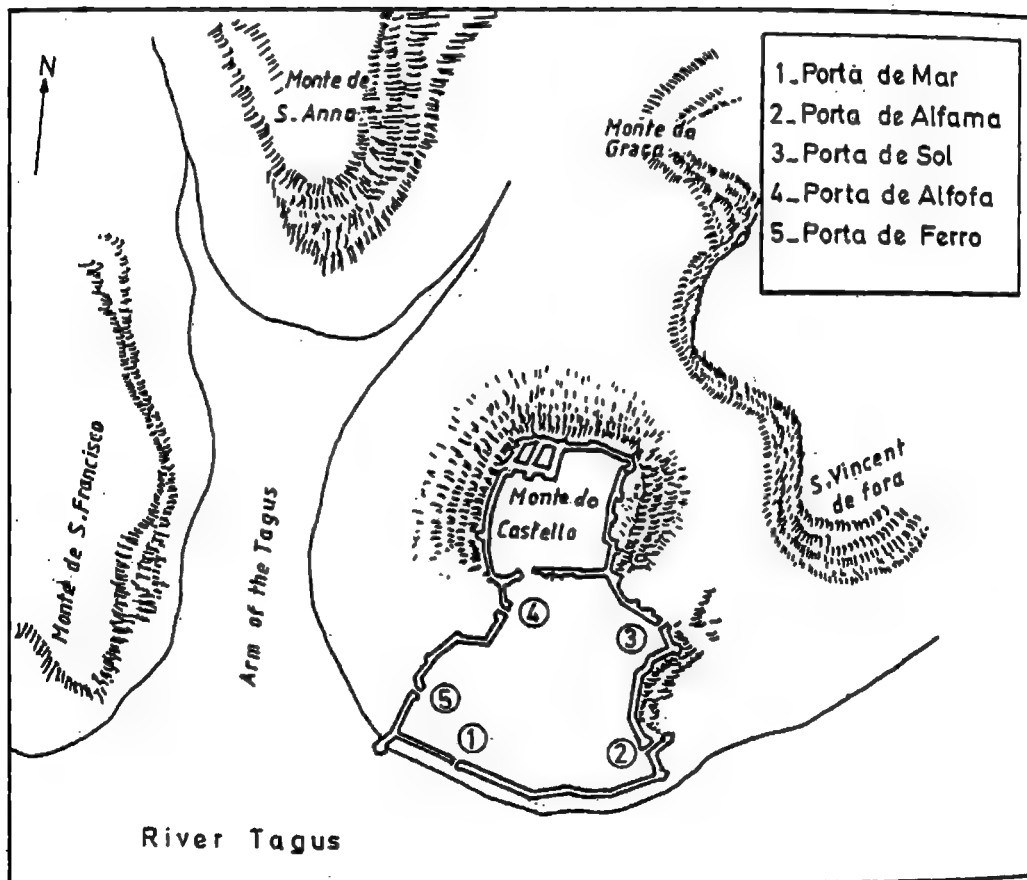 N
Monte de
S. Anna
Monte da
Graça
1_Porta de Mar
2_Porta de Alfama
3_Porta de Sol
4_Porta de Alfofa
5_Porta de Ferro
Monte de S. Francisco
Arm of the Tagus
Monte do
Castello
S. Vincent
de fora
4
3
5
1
2
River Tagus